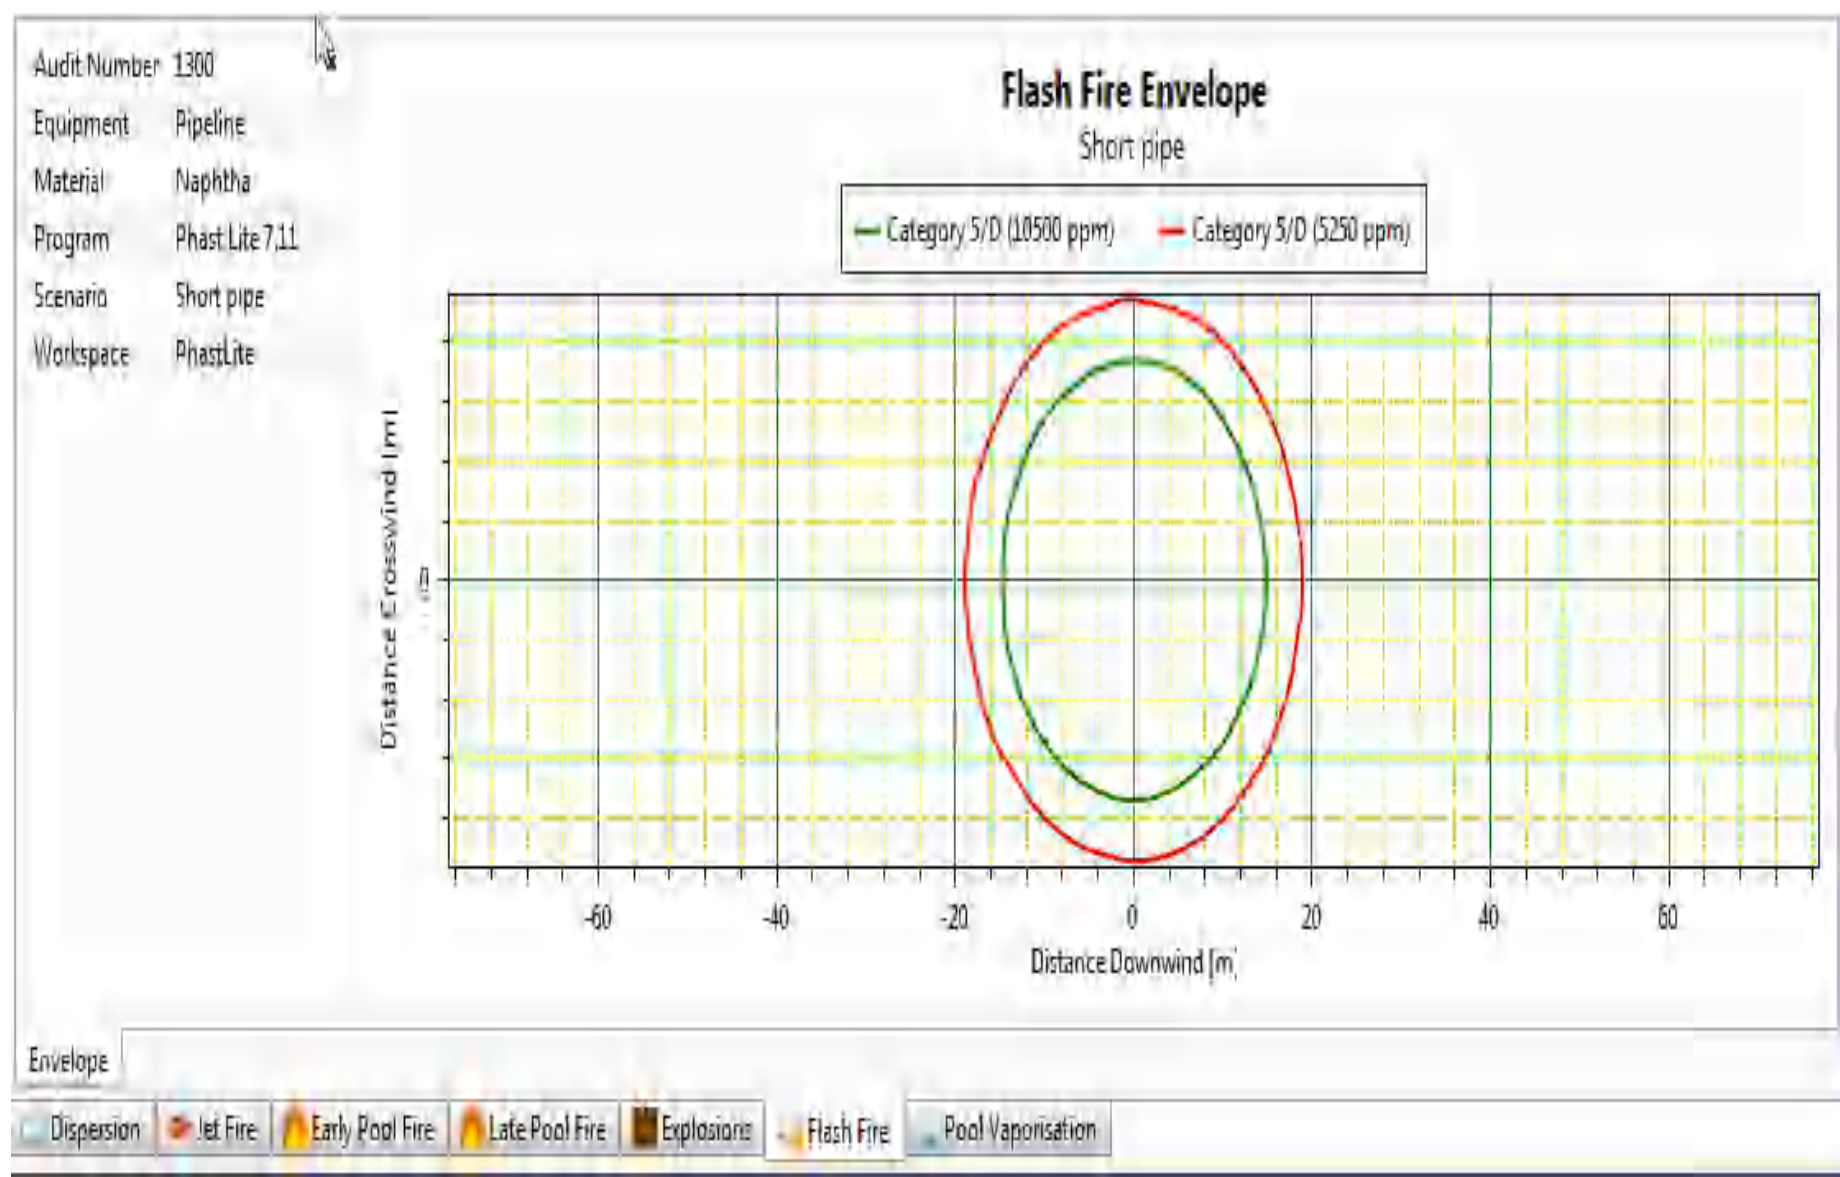 Audit Number 1300
Equipment Pipeline
Material Naphtha
Program Phast Lite 7.11
Scenario Short pipe
Workspace PhastLite
Flash Fire Envelope
Short pipe
Category 5/D (10500 ppm) Category 5/D (5250 ppm)
Distance Crosswind [m]
-60 -40 -20 0 20 40 60
Distance Downwind [m]
Envelope
Dispersion Jet Fire Early Pool Fire Late Pool Fire Explosions Flash Fire Pool Vaporisation